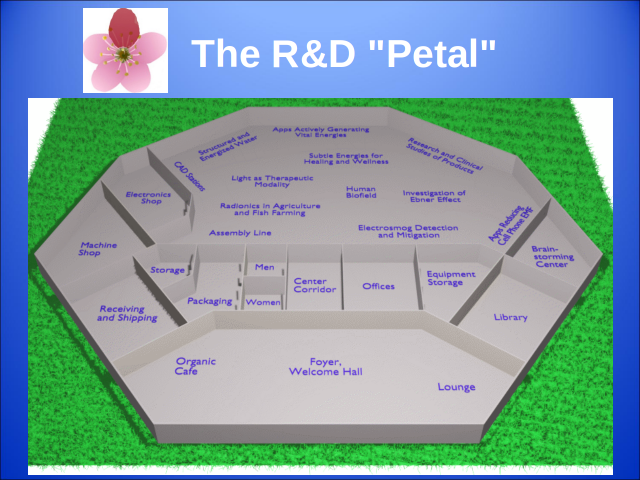 The R&D "Petal"
Apps Actively Generating
Vital Energies
Structured and
Energized Water
Research and Clinical
Studies of Products
Subtle Energies for
Healing and Wellness
CAD Stations
Light as Therapeutic
Modality
Human
Biofield
Investigation of
Ebner Effect
Electronics
Shop
Radionics in Agriculture
and Fish Farming
Apps Reducing
Cell Phone EMF
Assembly Line
Electrosmog Detection
and Mitigation
Machine
Shop
Brain-
storming
Center
Storage
Men
Center
Corridor
Offices
Equipment
Storage
Packaging
Women
Receiving
and Shipping
Library
Organic
Cafe
Foyer,
Welcome Hall
Lounge